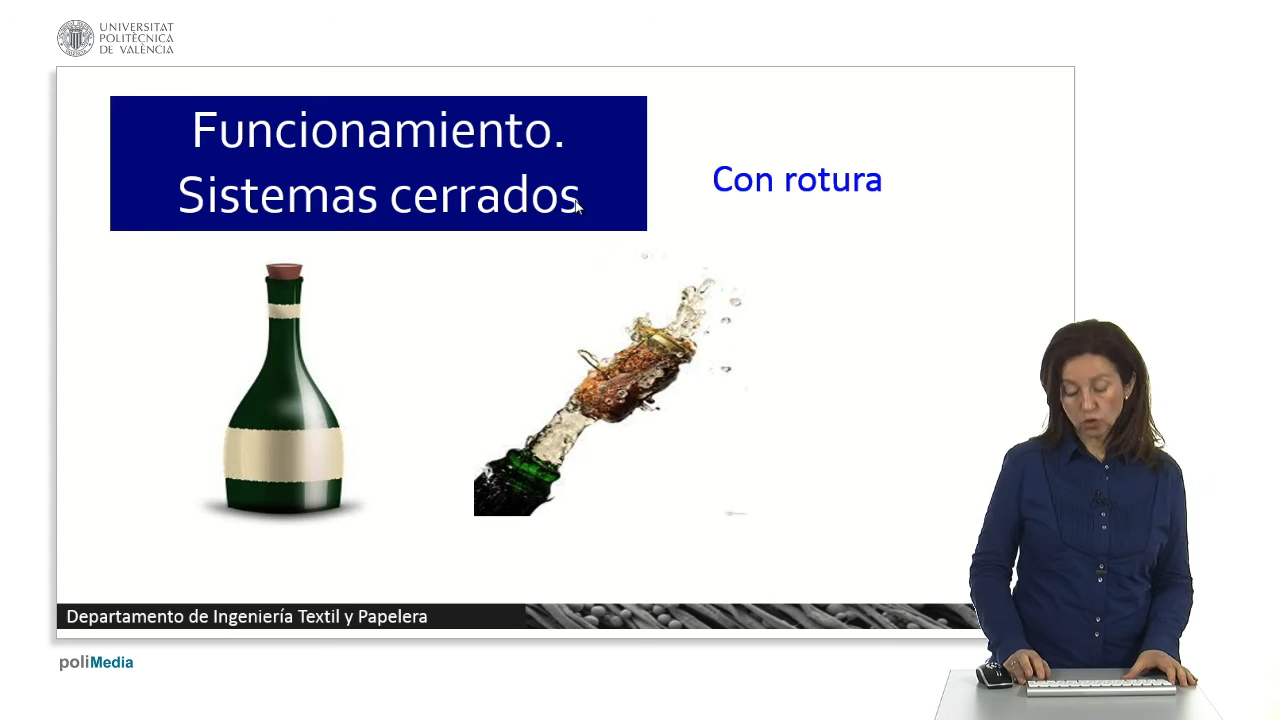 UNIVERSITAT
POLITÈCNICA
DE VALÈNCIA
Funcionamiento.
Sistemas cerrados
Con rotura
Departamento de Ingeniería Textil y Papelera
poliMedia